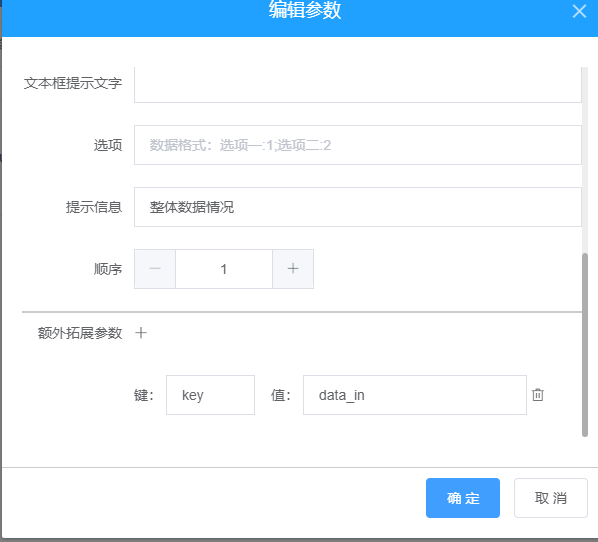 编辑参数
文本框提示文字
选项 数据格式：选项一:1;选项二:2
提示信息 整体数据情况
顺序 1
额外拓展参数
键： key 值： data_in
确 定 取 消